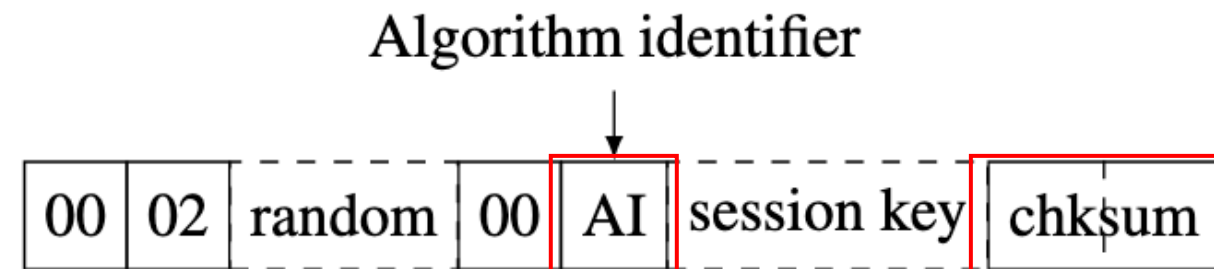 Algorithm identifier
00 02 random 00 AI session key chksum